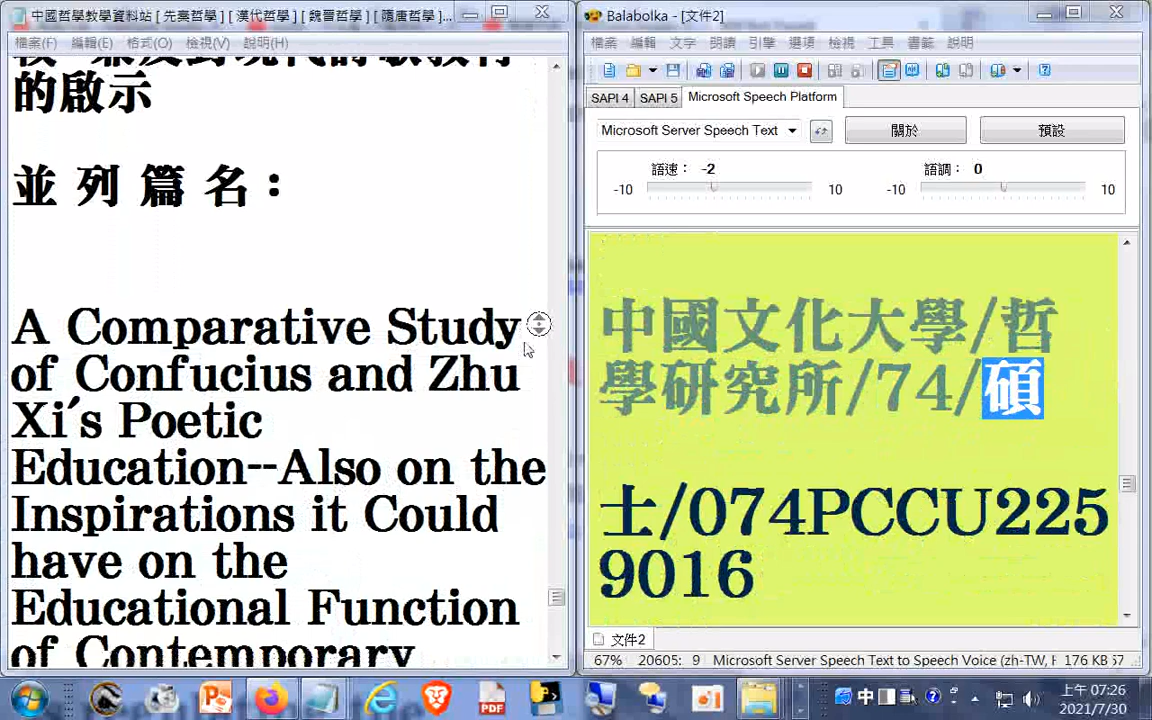 中國哲學教學資料站 [ 先秦哲學 ] [ 漢代哲學 ] [ 魏晉哲學 ] [ 隋唐哲學 ]...
檔案(F) 編輯(E) 格式(O) 檢視(V) 說明(H)
的啟示
並 列 篇 名：
A Comparative Study
of Confucius and Zhu
Xi's Poetic
Education--Also on the
Inspirations it Could
have on the
Educational Function
of Contemporary
Balabolka - [文件2]
檔案 編輯 文字 朗讀 引擎 選項 檢視 工具 書籤 說明
SAPI 4 SAPI 5 Microsoft Speech Platform
Microsoft Server Speech Text 關於 預設
語速： -2 語調： 0
-10 10 -10 10
中國文化大學/哲
學研究所/74/碩
士/074PCCU225
9016
文件2
67% 20605: 9 Microsoft Server Speech Text to Speech Voice (zh-TW, 176 KB
中
上午 07:26
2021/7/30